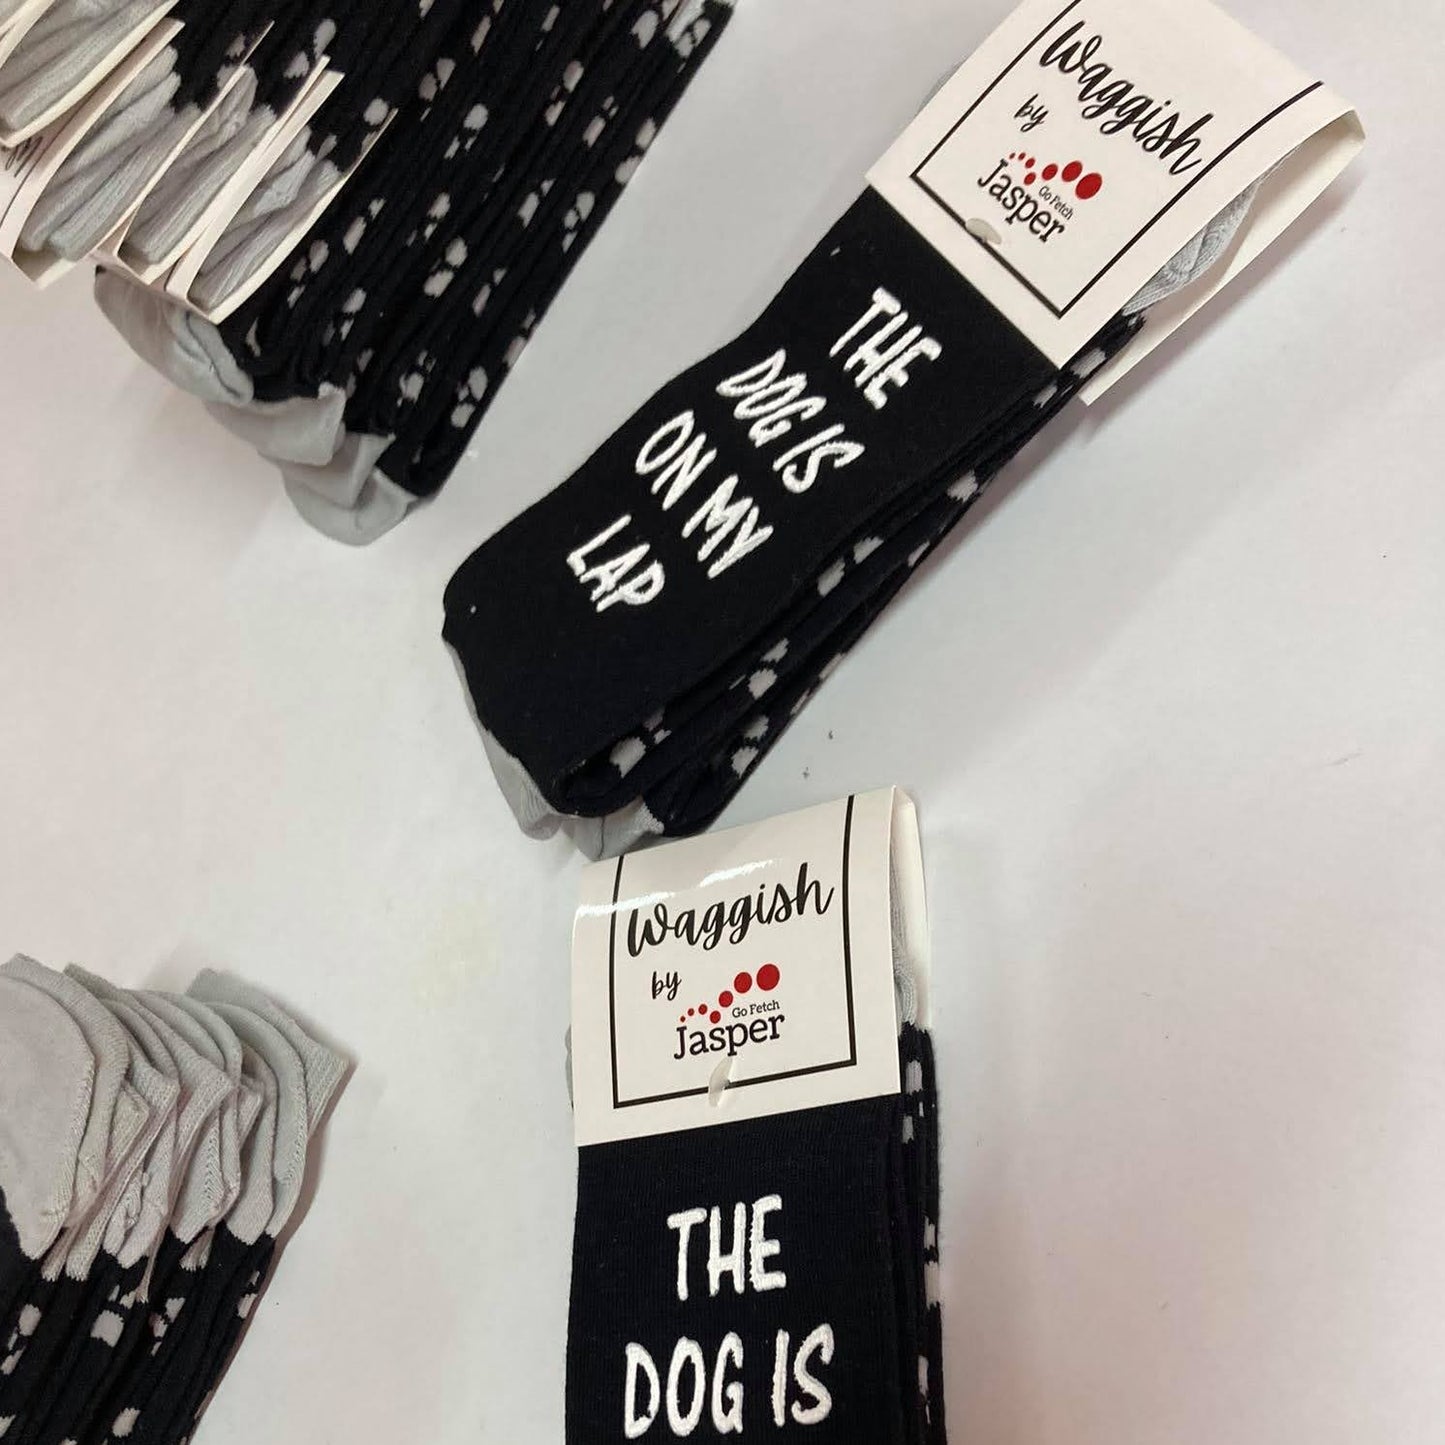 Waggish
by
Go Fetch
Jasper
THE
DOG IS
ON MY
LAP
Waggish
by
Go Fetch
Jasper
THE
DOG IS